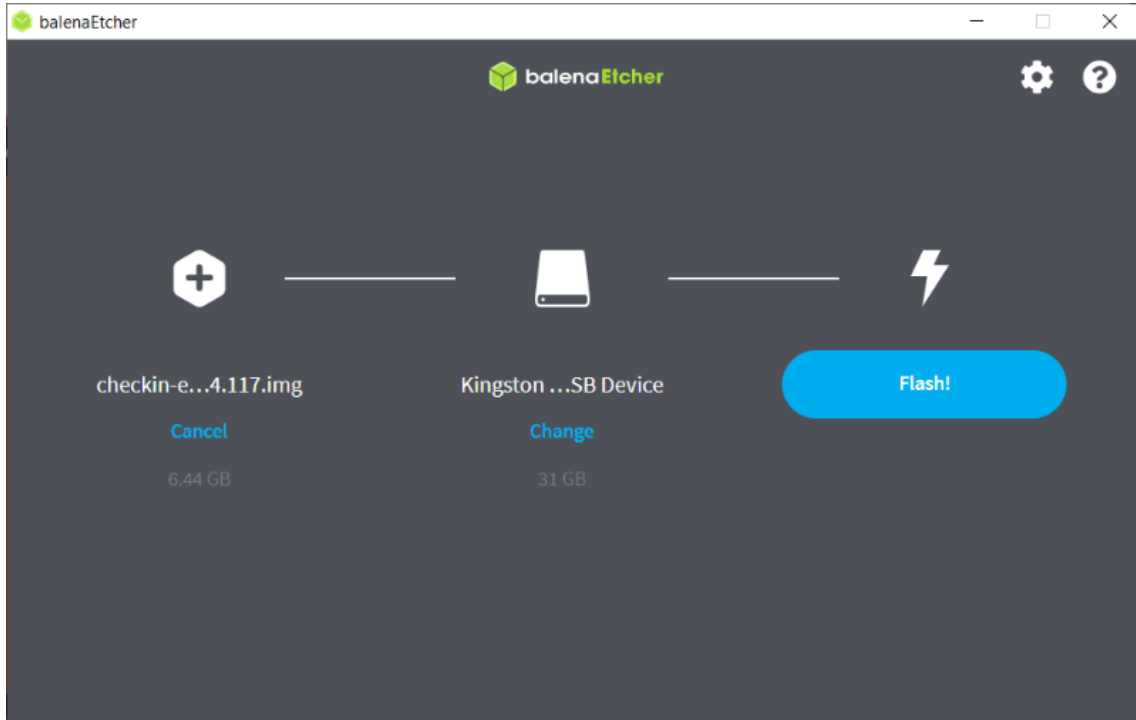 balenaEtcher
balenaEtcher
checkin-e...4.117.img
Cancel
6.44 GB
Kingston ...SB Device
Change
31 GB
Flash!